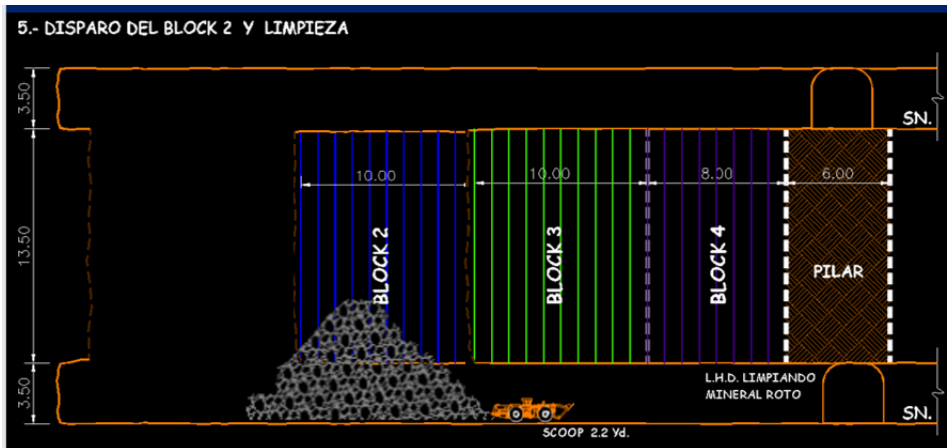 5.- DISPARO DEL BLOCK 2 Y LIMPIEZA
3.50
SN.
10.00
10.00
8.00
6.00
13.50
BLOCK 2
BLOCK 3
BLOCK 4
PILAR
3.50
L.H.D. LIMPIANDO
MINERAL ROTO
SN.
SCOOP 2.2 Yd.